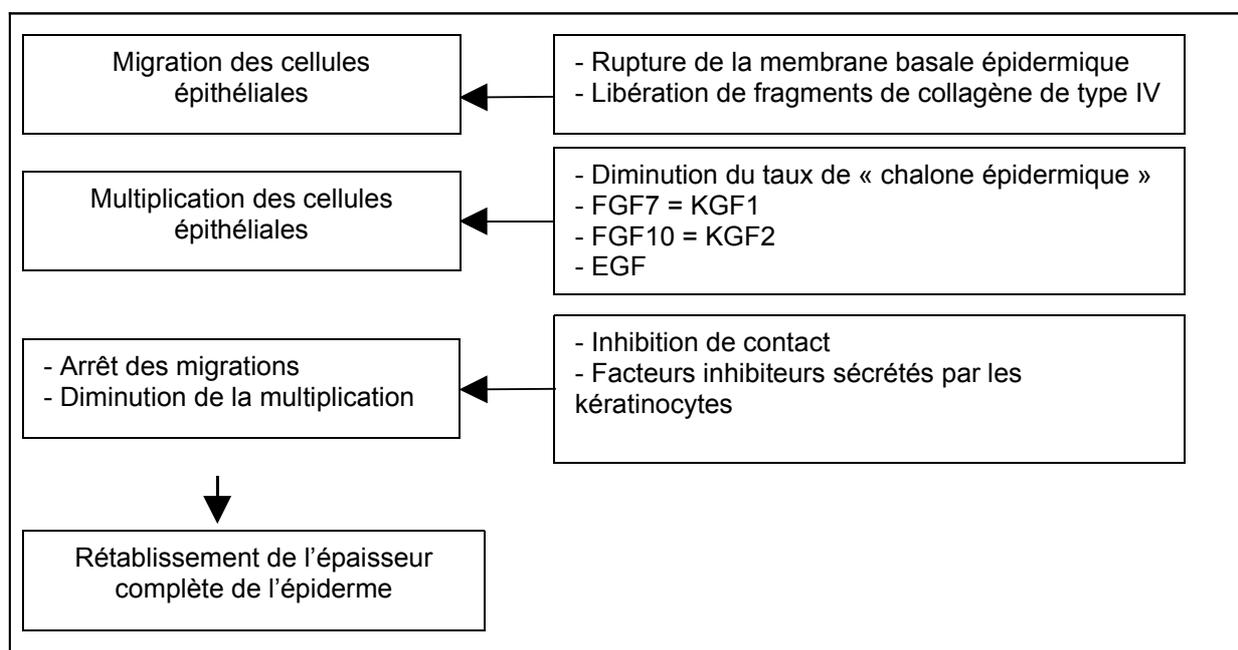 Migration des cellules
épithéliales
- Rupture de la membrane basale épidermique
- Libération de fragments de collagène de type IV
Multiplication des cellules
épithéliales
- Diminution du taux de « chalone épidermique »
- FGF7 = KGF1
- FGF10 = KGF2
- EGF
- Arrêt des migrations
- Diminution de la multiplication
- Inhibition de contact
- Facteurs inhibiteurs sécrétés par les
kératinocytes
Rétablissement de l’épaisseur
complète de l’épiderme